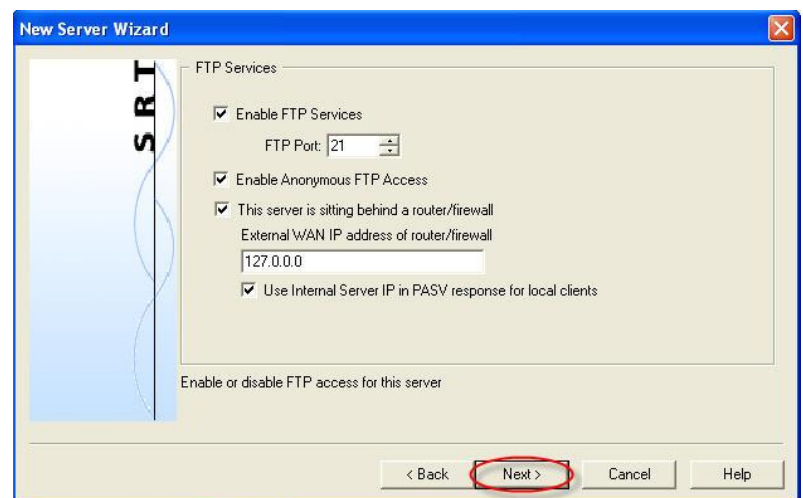 New Server Wizard
SRT
FTP Services
Enable FTP Services
FTP Port: 21
Enable Anonymous FTP Access
This server is sitting behind a router/firewall
External WAN IP address of router/firewall
127.0.0.0
Use Internal Server IP in PASV response for local clients
Enable or disable FTP access for this server
< Back Next > Cancel Help